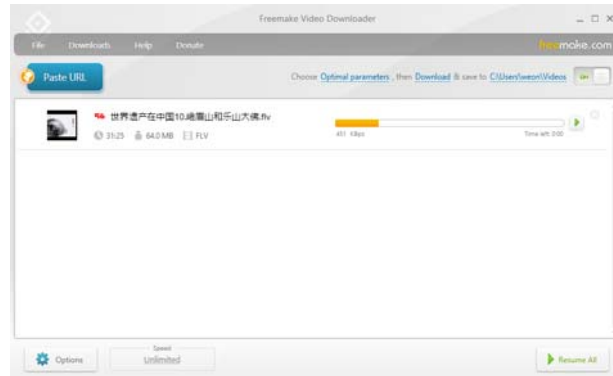 Freemake Video Downloader
File Downloads Help Donate
freemake.com
Paste URL
Choose Optimal parameters , then Download & save to C:\Users\weon\Videos
世界遗产在中国10.峨眉山和乐山大佛.flv
31:25 64.0 MB FLV
451 KBps Time left: 0:00
Options
Speed
Unlimited
Resume All